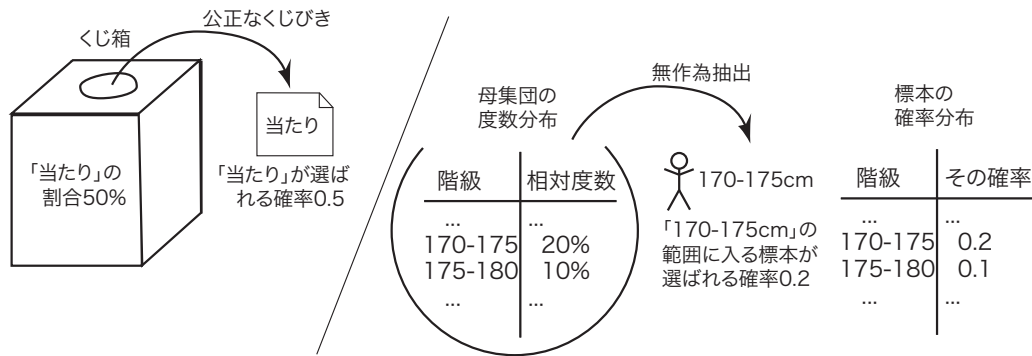 公正なくじびき
くじ箱
当たり
「当たり」の
割合50%
「当たり」が選ば
れる確率0.5
母集団の
度数分布
階級 相対度数
... ...
170-175 20%
175-180 10%
... ...
無作為抽出
170-175cm
「170-175cm」の
範囲に入る標本が
選ばれる確率0.2
標本の
確率分布
階級 その確率
... ...
170-175 0.2
175-180 0.1
... ...